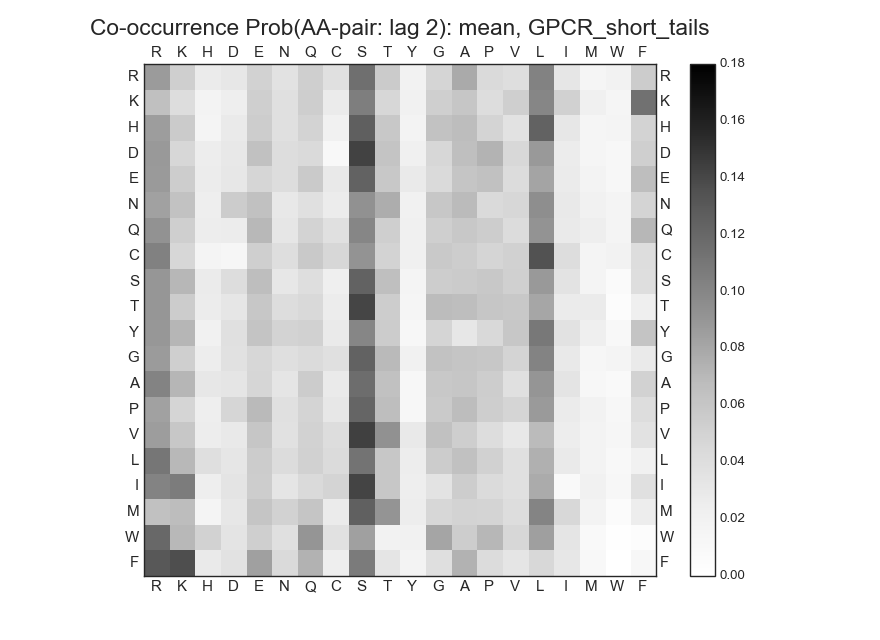 Co-occurrence Prob(AA-pair: lag 2): mean, GPCR_short_tails
R K H D E N Q C S T Y G A P V L I M W F
R R
K K
H H
D D
E E
N N
Q Q
C C
S S
T T
Y Y
G G
A A
P P
V V
L L
I I
M M
W W
F F
R K H D E N Q C S T Y G A P V L I M W F
0.18
0.16
0.14
0.12
0.10
0.08
0.06
0.04
0.02
0.00